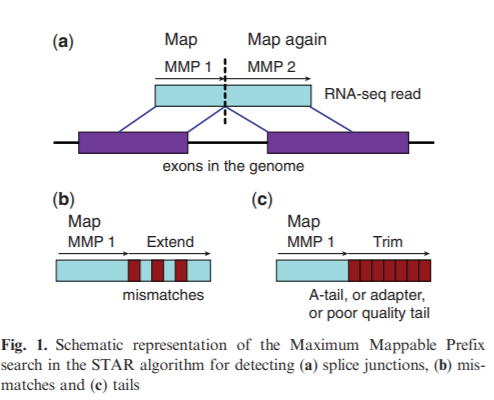 (a)
Map Map again
MMP 1 MMP 2
RNA-seq read
exons in the genome
(b)
Map
MMP 1 Extend
mismatches
(c)
Map
MMP 1 Trim
A-tail, or adapter,
or poor quality tail
Fig. 1. Schematic representation of the Maximum Mappable Prefix
search in the STAR algorithm for detecting (a) splice junctions, (b) mis-
matches and (c) tails